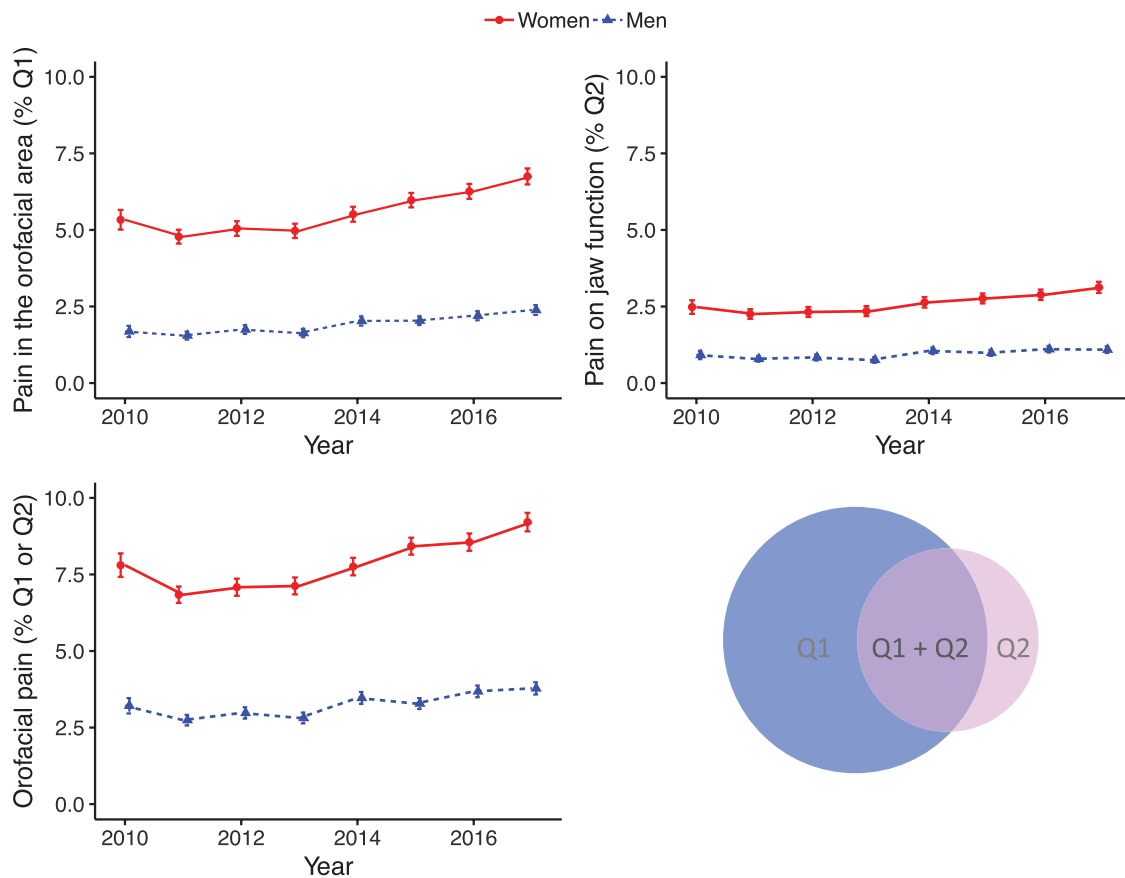 Women Men
Pain in the orofacial area (% Q1)
10.0
7.5
5.0
2.5
0.0
2010 2012 2014 2016
Year
Pain on jaw function (% Q2)
10.0
7.5
5.0
2.5
0.0
2010 2012 2014 2016
Year
Orofacial pain (% Q1 or Q2)
10.0
7.5
5.0
2.5
0.0
2010 2012 2014 2016
Year
Q1 Q1 + Q2 Q2